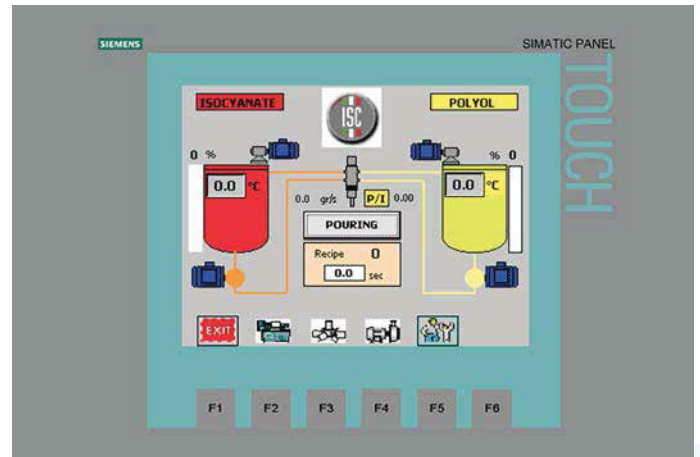 SIEMENS
SIMATIC PANEL
TOUCH
ISOCYANATE
ISC
POLYOL
0 %
% 0
0.0 °C
0.0 °C
0.0 gr/s P/I 0.00
POURING
Recipe 0
0.0 sec
EXIT
F1 F2 F3 F4 F5 F6